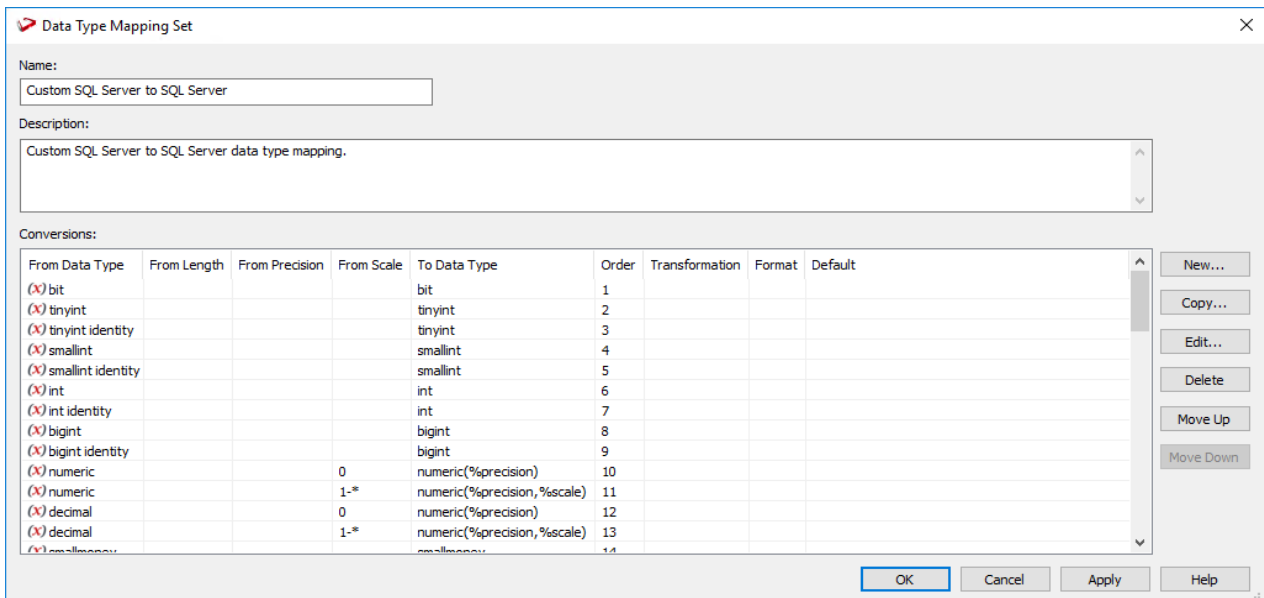 Data Type Mapping Set
Name:
Custom SQL Server to SQL Server
Description:
Custom SQL Server to SQL Server data type mapping.
Conversions:
From Data Type From Length From Precision From Scale To Data Type Order Transformation Format Default
(x) bit bit 1
(x) tinyint tinyint 2
(x) tinyint identity tinyint 3
(x) smallint smallint 4
(x) smallint identity smallint 5
(x) int int 6
(x) int identity int 7
(x) bigint bigint 8
(x) bigint identity bigint 9
(x) numeric 0 numeric(%precision) 10
(x) numeric 1-* numeric(%precision,%scale) 11
(x) decimal 0 numeric(%precision) 12
(x) decimal 1-* numeric(%precision,%scale) 13
(x) smallmoney smallmoney 14
New...
Copy...
Edit...
Delete
Move Up
Move Down
OK Cancel Apply Help